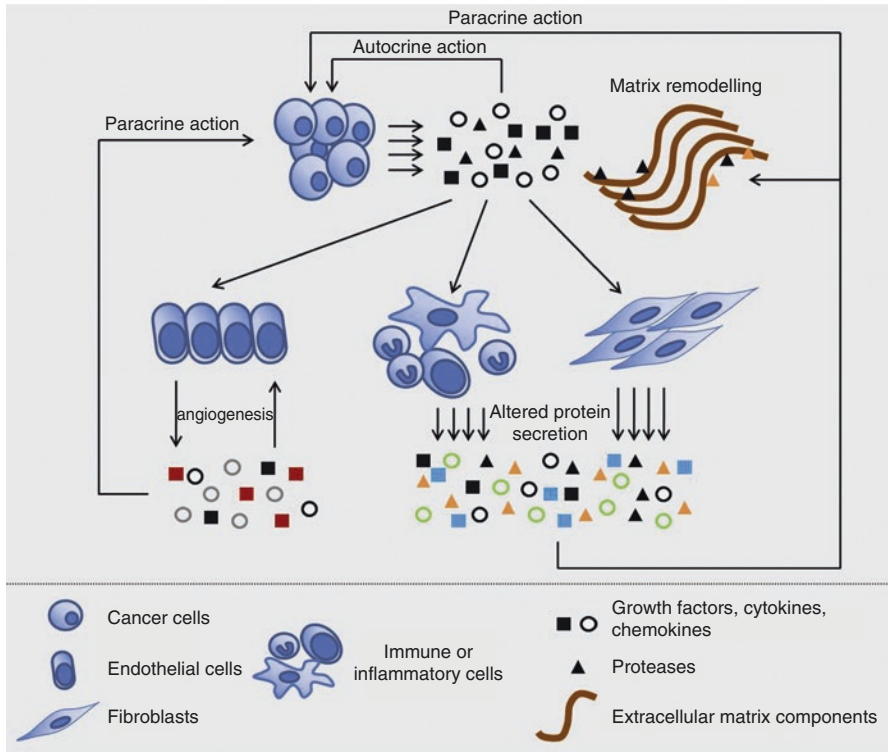 Paracrine action
Autocrine action
Matrix remodelling
Paracrine action
angiogenesis
Altered protein
secretion
Cancer cells
Endothelial cells
Fibroblasts
Immune or
inflammatory cells
Growth factors, cytokines,
chemokines
Proteases
Extracellular matrix components